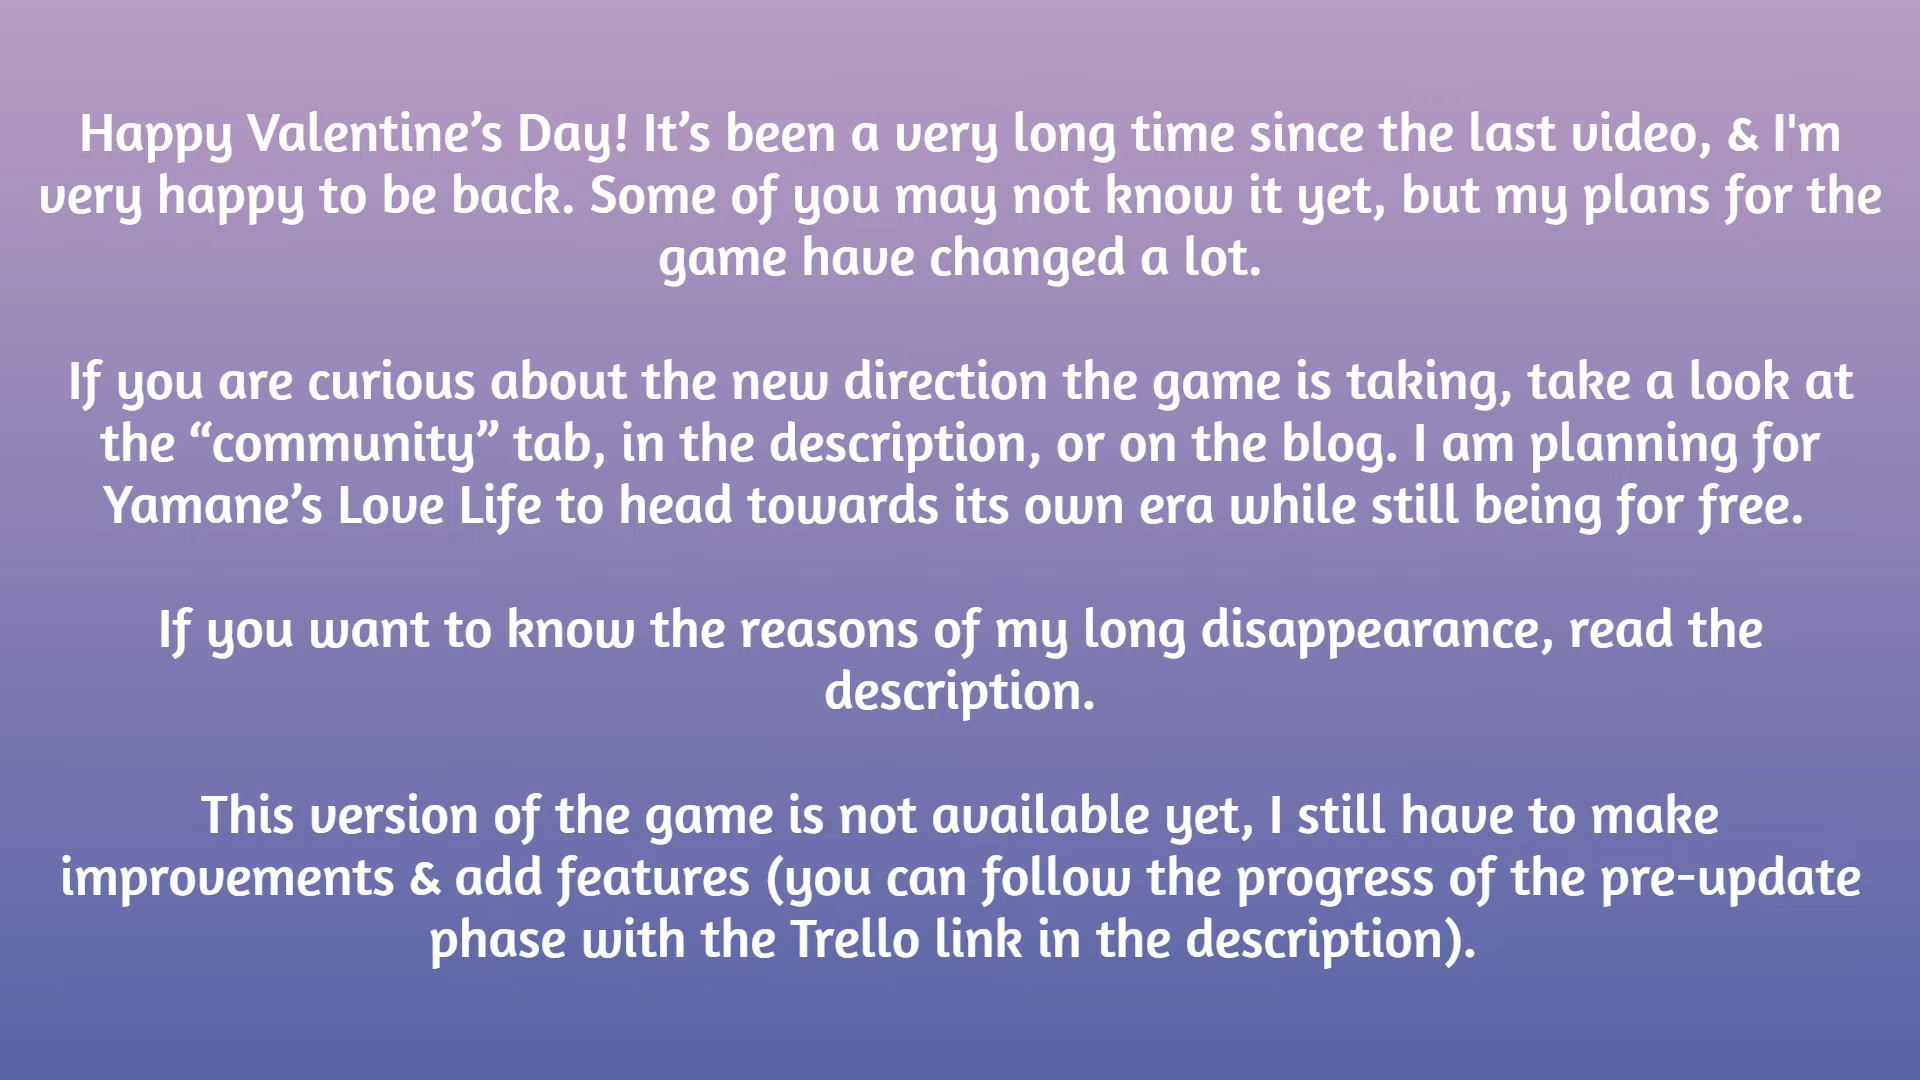 Happy Valentine’s Day! It’s been a very long time since the last video, & I'm
very happy to be back. Some of you may not know it yet, but my plans for the
game have changed a lot.
If you are curious about the new direction the game is taking, take a look at
the “community” tab, in the description, or on the blog. I am planning for
Yamane’s Love Life to head towards its own era while still being for free.
If you want to know the reasons of my long disappearance, read the
description.
This version of the game is not available yet, I still have to make
improvements & add features (you can follow the progress of the pre-update
phase with the Trello link in the description).